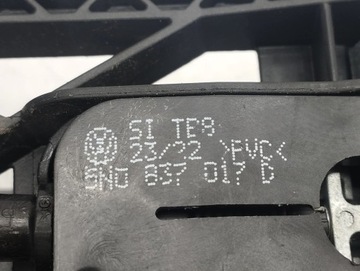 SI TE8
23/22 >PVC<
5N0 837 017 D